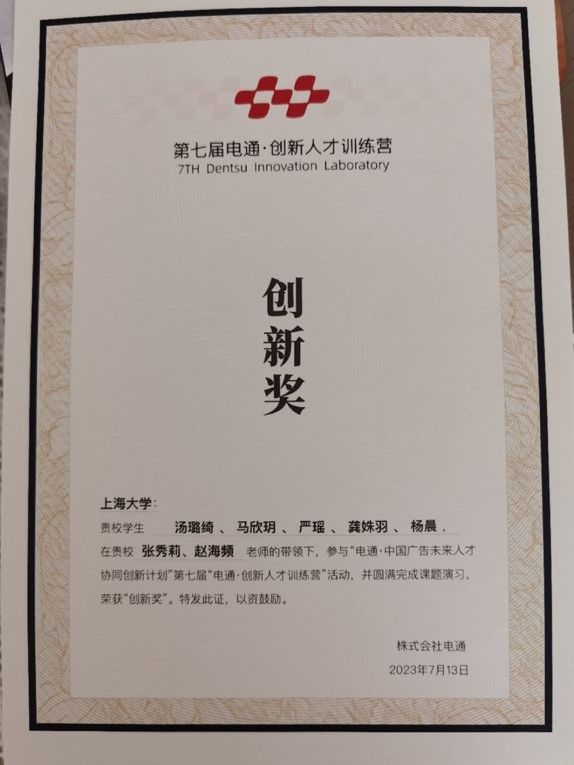 第七届电通·创新人才训练营
7TH Dentsu Innovation Laboratory
创新奖
上海大学：
贵校学生 汤璐绮 、 马欣玥 、 严瑶 、 龚姝羽 、 杨晨 ，
在贵校 张秀莉、赵海频 老师的带领下，参与“电通·中国广告未来人才
协同创新计划”第七届“电通·创新人才训练营”活动，并圆满完成课题演习，
荣获“创新奖”。特发此证，以资鼓励。
株式会社电通
2023年7月13日